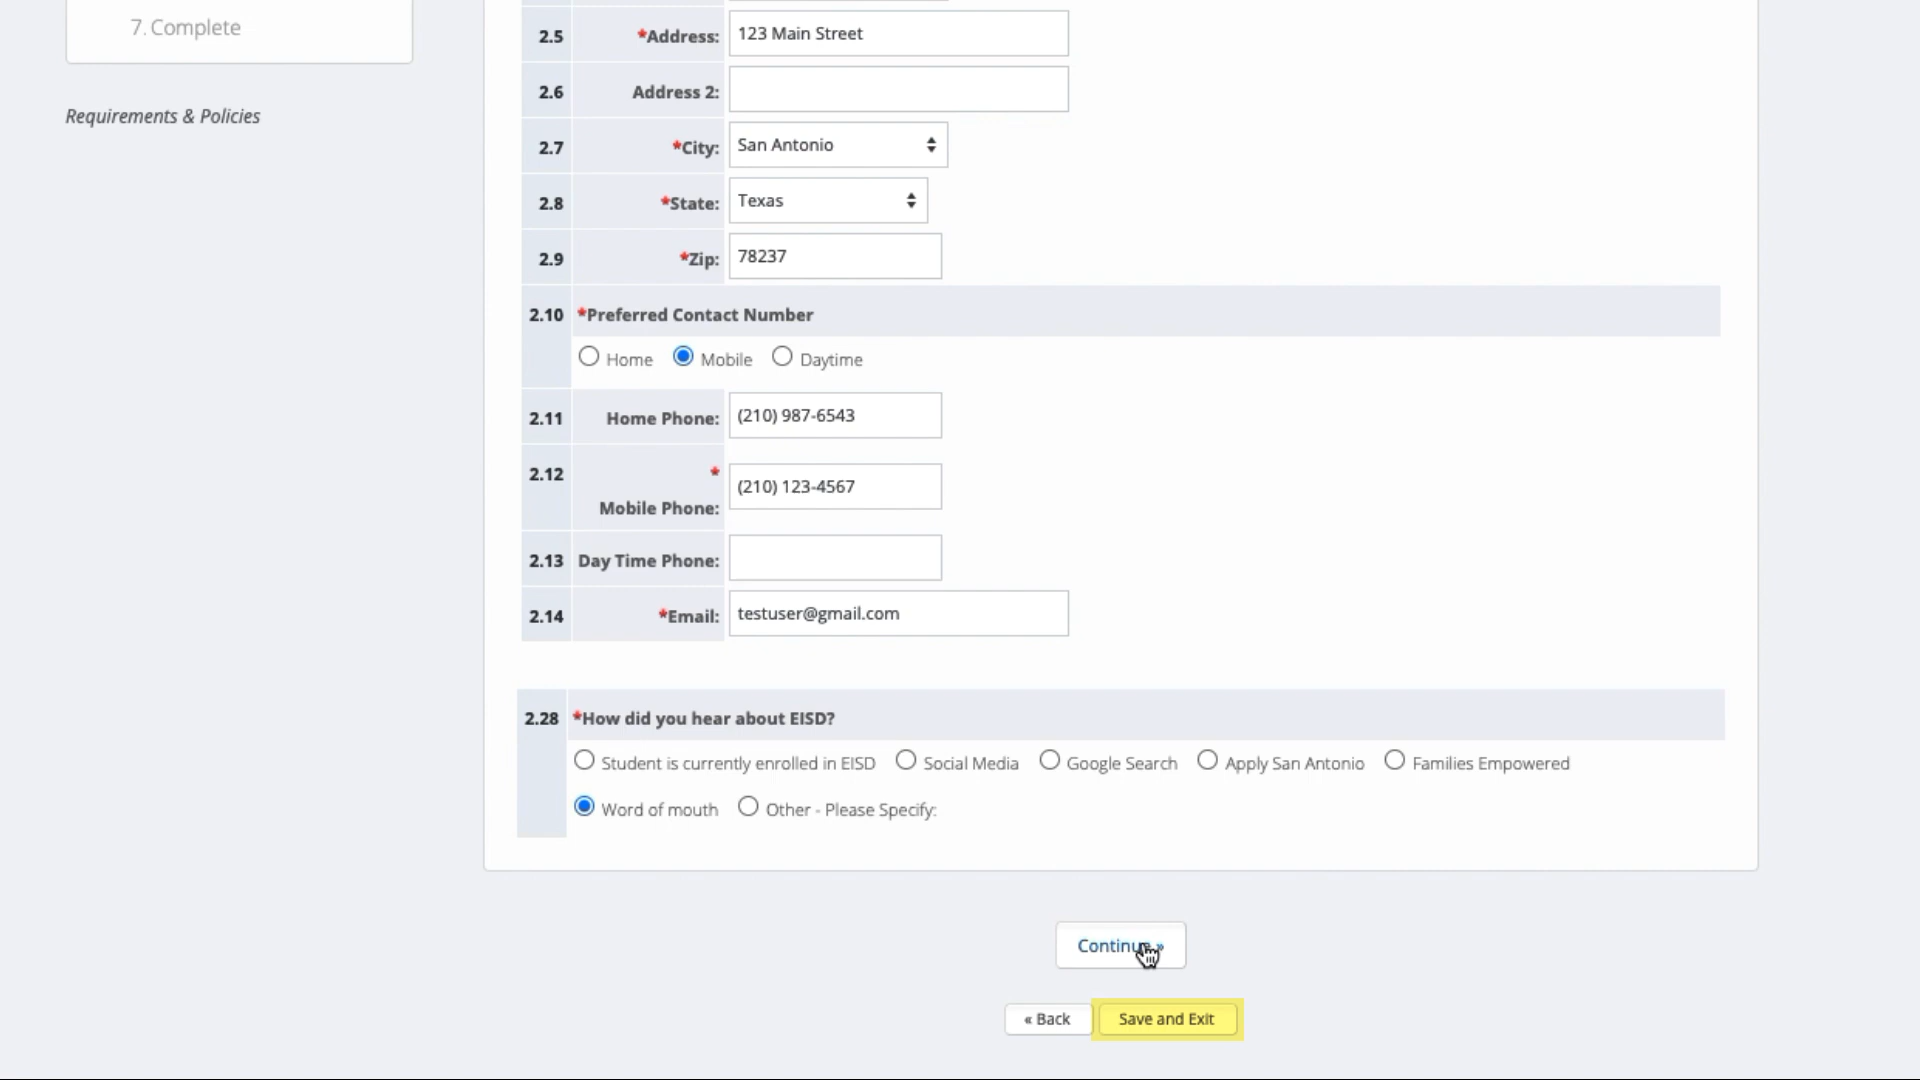 7. Complete
Requirements & Policies
2.5 *Address: 123 Main Street
2.6 Address 2:
2.7 *City: San Antonio
2.8 *State: Texas
2.9 *Zip: 78237
2.10 *Preferred Contact Number
Home Mobile Daytime
2.11 Home Phone: (210) 987-6543
2.12 *
Mobile Phone: (210) 123-4567
2.13 Day Time Phone:
2.14 *Email: testuser@gmail.com
2.28 *How did you hear about EISD?
Student is currently enrolled in EISD Social Media Google Search Apply San Antonio Families Empowered
Word of mouth Other - Please Specify:
Continue »
« Back Save and Exit